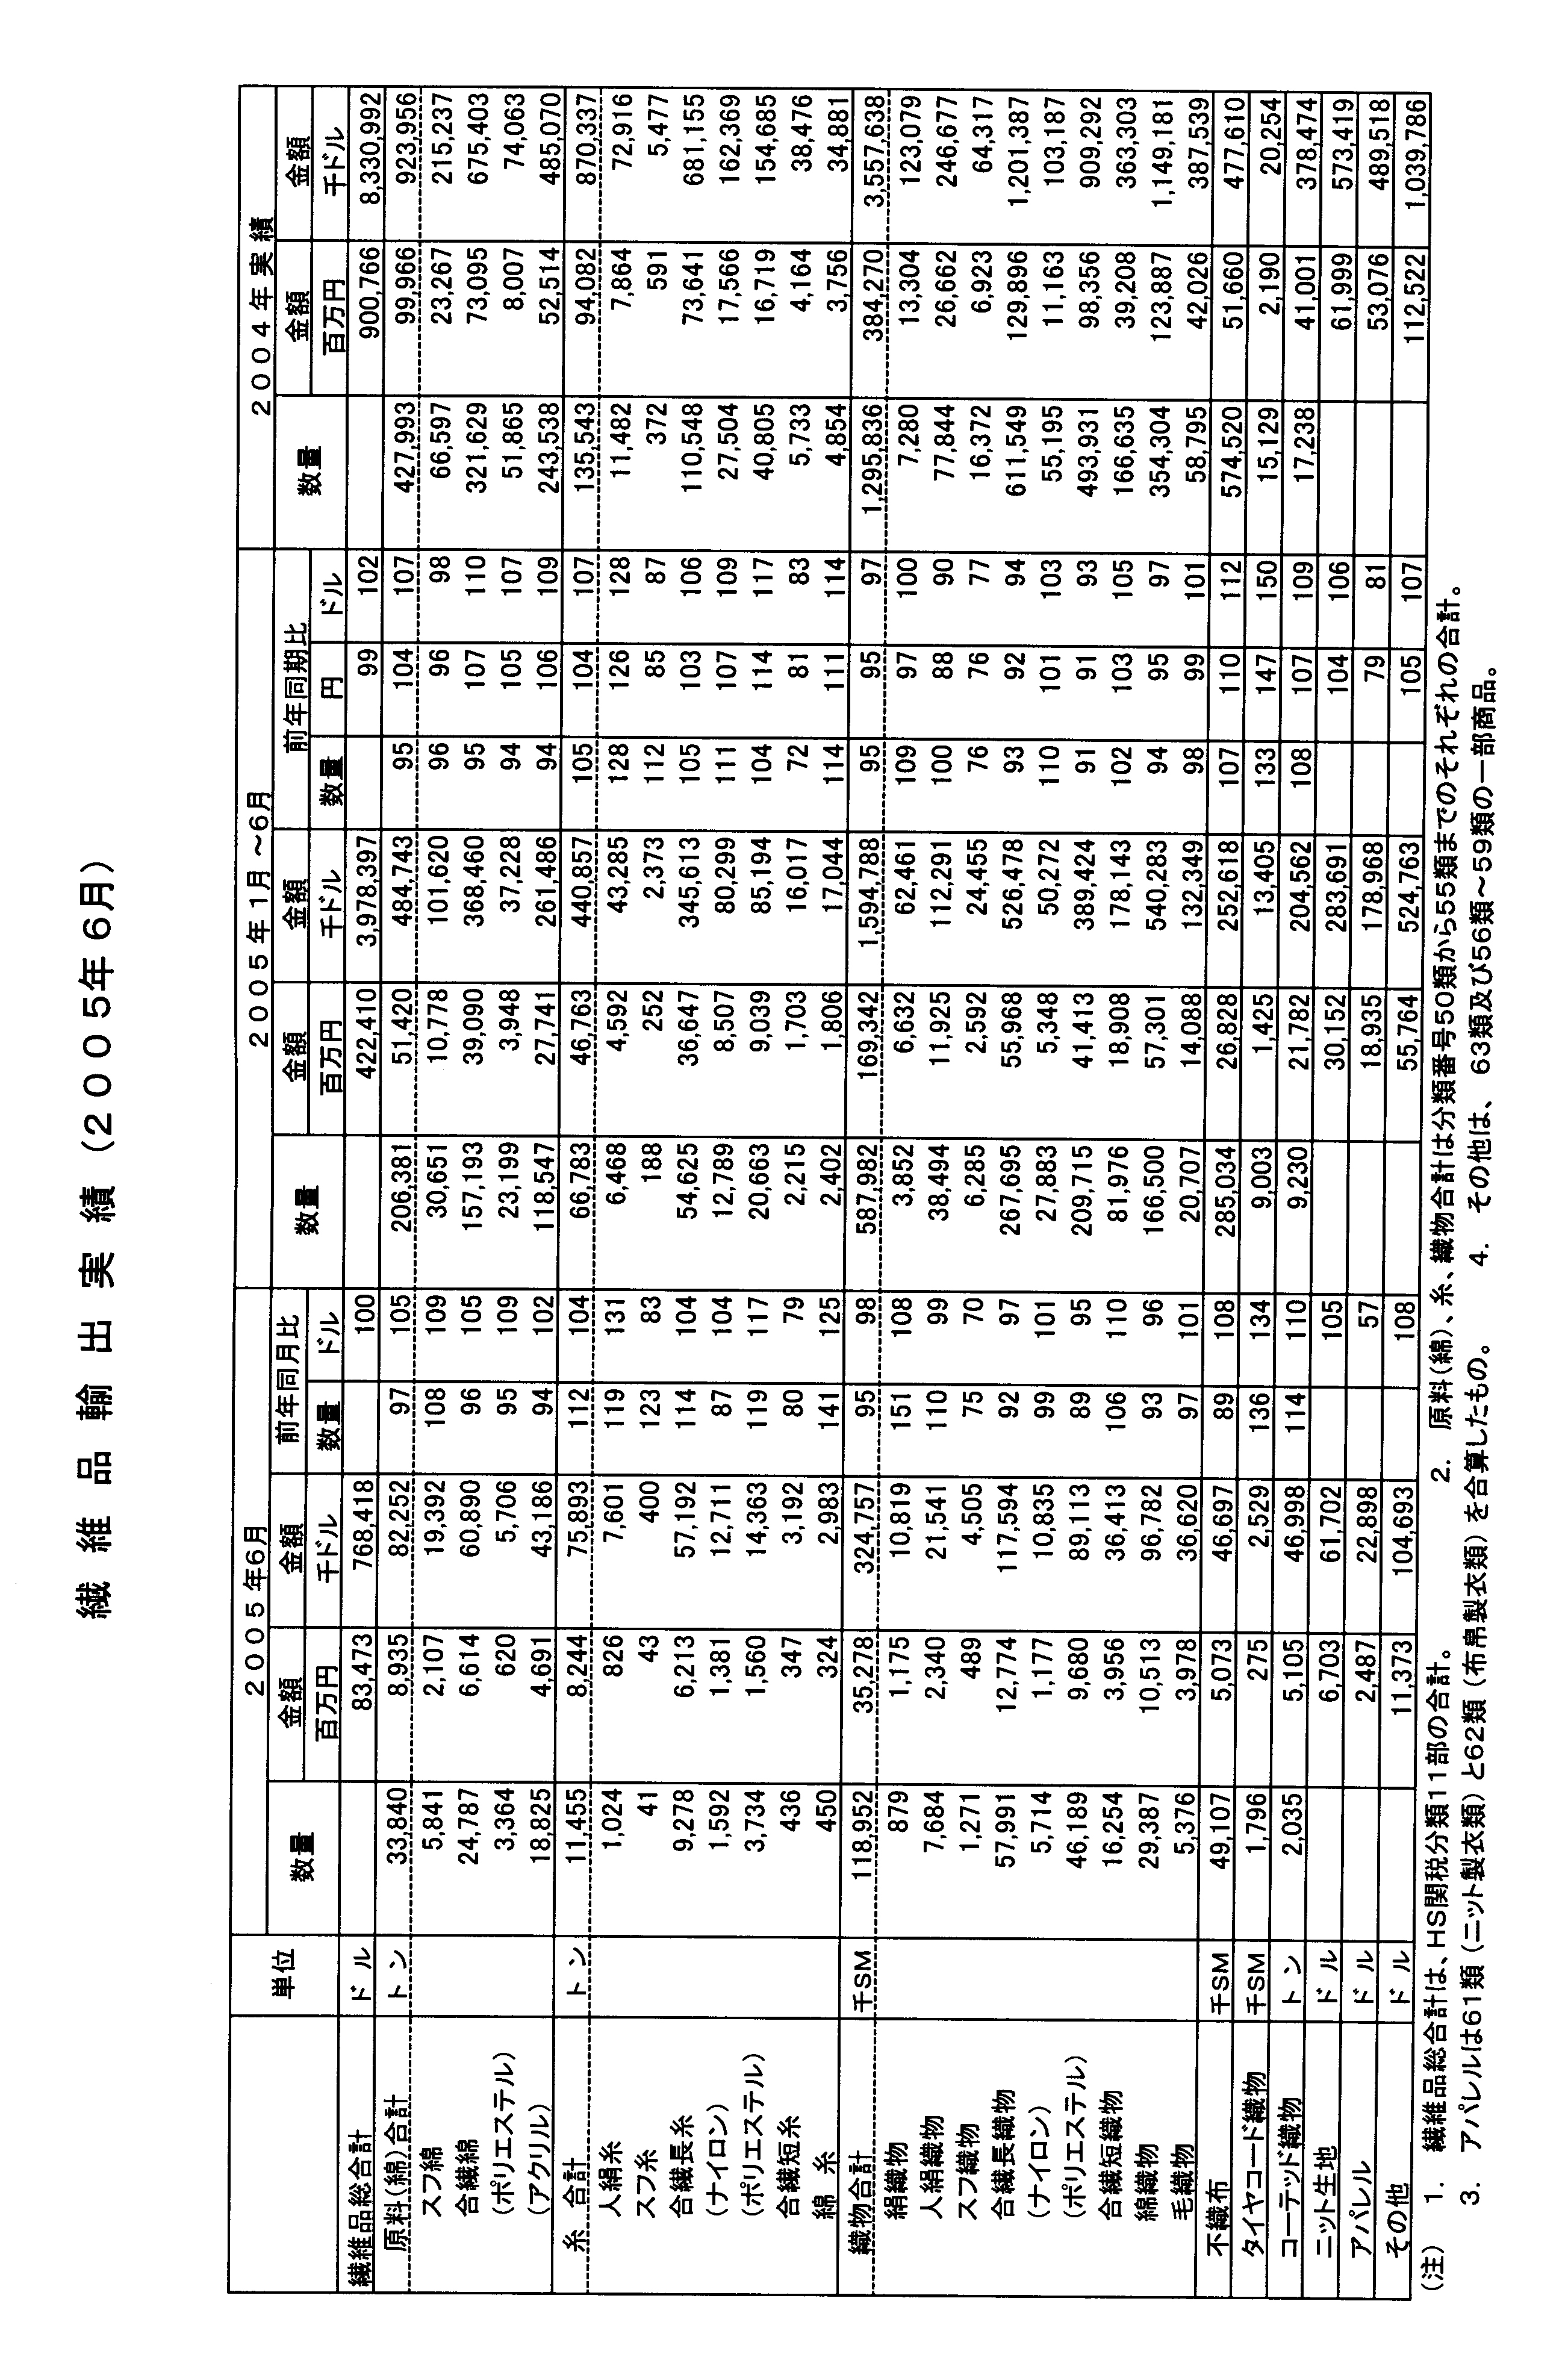 繊維品輸出実績（2005年6月）
単位 2005年6月 2005年1月～6月 2004年実績
数量 金額 金額 前年同月比 数量 金額 金額 前年同期比 数量 金額 金額
百万円 千ドル 数量 ドル 百万円 千ドル 数量 円 ドル 百万円 千ドル
繊維品総合計 ドル 83,473 768,418 100 422,410 3,978,397 99 102 900,766 8,330,992
原料(綿)合計 トン 33,840 8,935 82,252 97 105 206,381 51,420 484,743 95 104 107 427,993 99,966 923,956
スフ綿 5,841 2,107 19,392 108 109 30,651 10,778 101,620 96 96 98 66,597 23,267 215,237
合繊綿 24,787 6,614 60,890 96 105 157,193 39,090 368,460 95 107 110 321,629 73,095 675,403
(ポリエステル) 3,364 620 5,706 95 109 23,199 3,948 37,228 94 105 107 51,865 8,007 74,063
(アクリル) 18,825 4,691 43,186 94 102 118,547 27,741 261,486 94 106 109 243,538 52,514 485,070
糸 合計 トン 11,455 8,244 75,893 112 104 66,783 46,763 440,857 105 104 107 135,543 94,082 870,337
人絹糸 1,024 826 7,601 119 131 6,468 4,592 43,285 128 126 128 11,482 7,864 72,916
スフ糸 41 43 400 123 83 188 252 2,373 112 85 87 372 591 5,477
合繊長糸 9,278 6,213 57,192 114 104 54,625 36,647 345,613 105 103 106 110,548 73,641 681,155
(ナイロン) 1,592 1,381 12,711 87 104 12,789 8,507 80,299 111 107 109 27,504 17,566 162,369
(ポリエステル) 3,734 1,560 14,363 119 117 20,663 9,039 85,194 104 114 117 40,805 16,719 154,685
合繊短糸 436 347 3,192 80 79 2,215 1,703 16,017 72 81 83 5,733 4,164 38,476
綿 糸 450 324 2,983 141 125 2,402 1,806 17,044 114 111 114 4,854 3,756 34,881
織物合計 千SM 118,952 35,278 324,757 95 98 587,982 169,342 1,594,788 95 95 97 1,295,836 384,270 3,557,638
絹織物 879 1,175 10,819 151 108 3,852 6,632 62,461 109 97 100 7,280 13,304 123,079
人絹織物 7,684 2,340 21,541 110 99 38,494 11,925 112,291 100 88 90 77,844 26,662 246,677
スフ織物 1,271 489 4,505 75 70 6,285 2,592 24,455 76 76 77 16,372 6,923 64,317
合繊長織物 57,991 12,774 117,594 92 97 267,695 55,968 526,478 93 92 94 611,549 129,896 1,201,387
(ナイロン) 5,714 1,177 10,835 99 101 27,883 5,348 50,272 110 101 103 55,195 11,163 103,187
(ポリエステル) 46,189 9,680 89,113 89 95 209,715 41,413 389,424 91 91 93 493,931 98,356 909,292
合繊短織物 16,254 3,956 36,413 106 110 81,976 18,908 178,143 102 103 105 166,635 39,208 363,303
綿織物 29,387 10,513 96,782 93 96 166,500 57,301 540,283 94 95 97 354,304 123,887 1,149,181
毛織物 5,376 3,978 36,620 97 101 20,707 14,088 132,349 98 99 101 58,795 42,026 387,539
不織布 千SM 49,107 5,073 46,697 89 108 285,034 26,828 252,618 107 110 112 574,520 51,660 477,610
タイヤコード織物 千SM 1,796 275 2,529 136 134 9,003 1,425 13,405 133 147 150 15,129 2,190 20,254
コーテッド織物 トン 2,035 5,105 46,998 114 110 9,230 21,782 204,562 108 107 109 17,238 41,001 378,474
ニット生地 ドル 6,703 61,702 105 30,152 283,691 104 106 61,999 573,419
アパレル ドル 2,487 22,898 57 18,935 178,968 79 81 53,076 489,518
その他 ドル 11,373 104,693 108 55,764 524,763 105 107 112,522 1,039,786
(注) 1. 繊維品総合計は、HS関税分類11部の合計。 2. 原料(綿)、糸、織物合計は分類番号50類から55類までのそれぞれの合計。
3. アパレルは61類(ニット製衣類)と62類(布帛製衣類)を合算したもの。 4. その他は、63類及び56類～59類の一部商品。